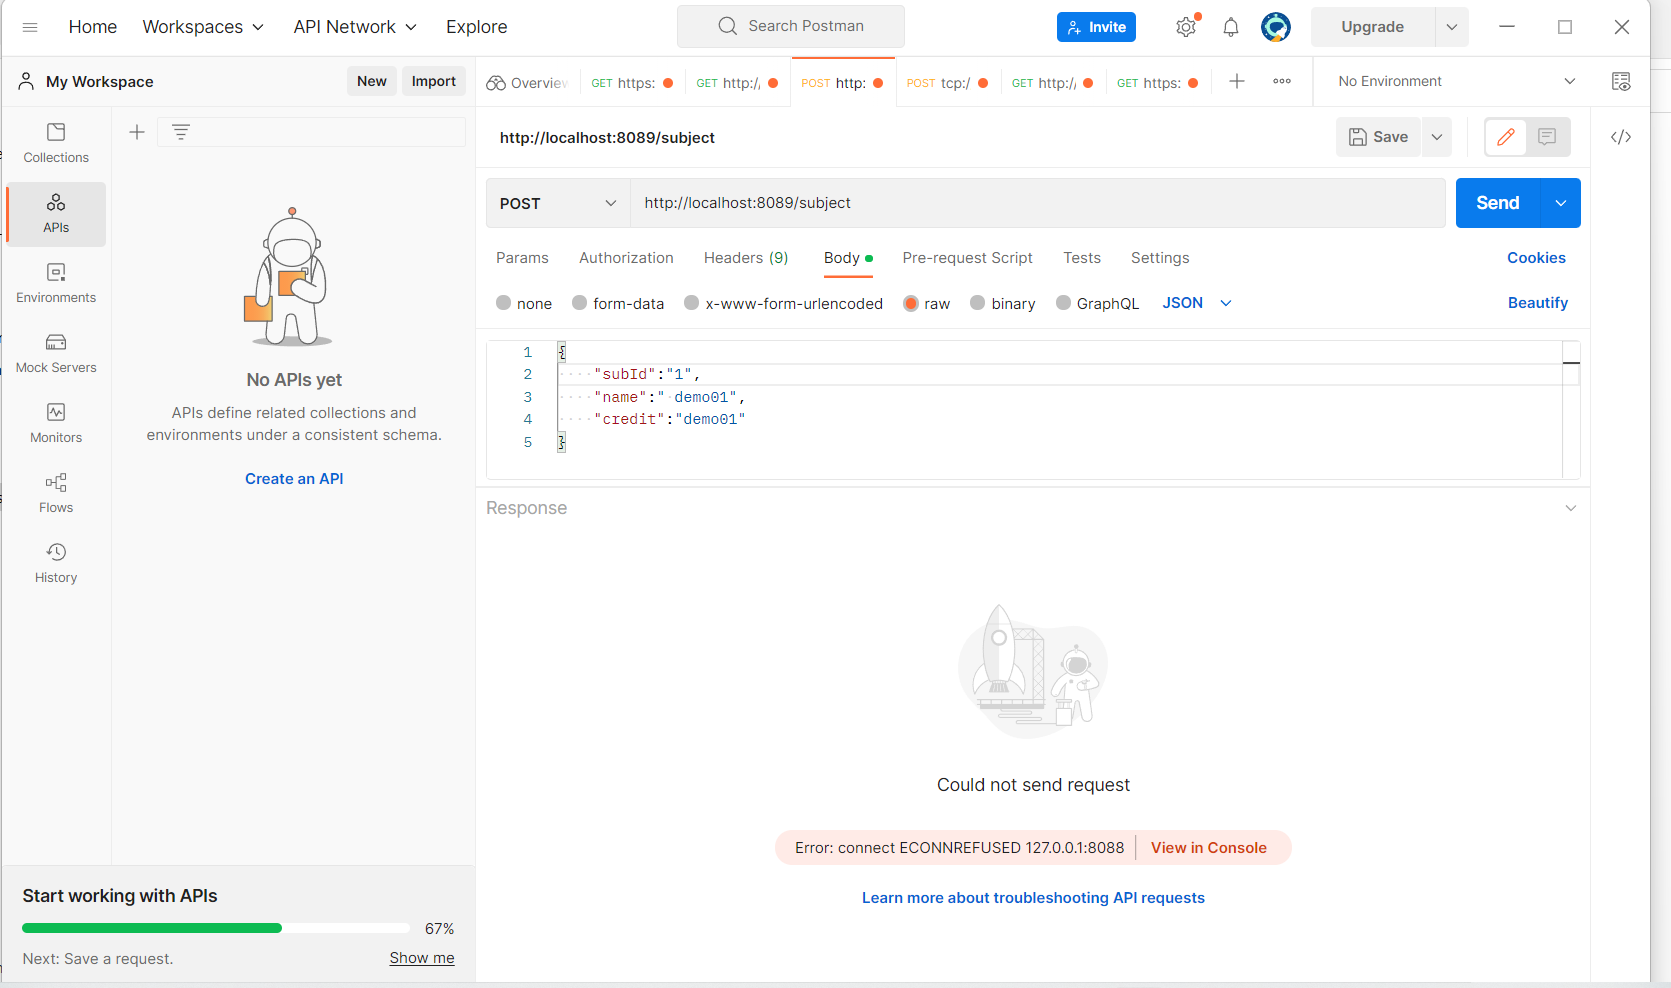 Home Workspaces API Network Explore Search Postman Invite Upgrade
My Workspace New Import
Overview GET https: GET http:/, POST http: POST tcp:/ GET http:// GET https: No Environment
Collections
APIs
Environments
Mock Servers
Monitors
Flows
History
No APIs yet
APIs define related collections and
environments under a consistent schema.
Create an API
Start working with APIs
67%
Next: Save a request. Show me
http://localhost:8089/subject Save
POST http://localhost:8089/subject Send
Params Authorization Headers (9) Body Pre-request Script Tests Settings Cookies
none form-data x-www-form-urlencoded raw binary GraphQL JSON Beautify
1 {
2 "subId":"1",
3 "name":" demo01",
4 "credit":"demo01"
5 }
Response
Could not send request
Error: connect ECONNREFUSED 127.0.0.1:8088 View in Console
Learn more about troubleshooting API requests